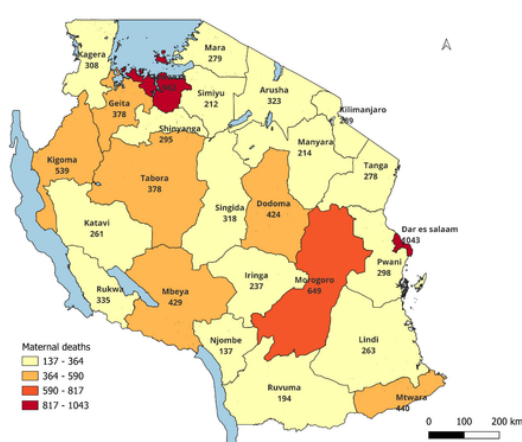 Kagera
308
Mara
279
Geita
378
Simiyu
212
Arusha
323
Kilimanjaro
Shinyanga
295
Manyara
214
Kigoma
539
Tabora
378
Tanga
278
Singida
318
Dodoma
424
Katavi
261
Dar es salaam
1043
Pwani
298
Rukwa
335
Mbeya
429
Iringa
237
Morogoro
649
Njombe
137
Lindi
263
Ruvuma
194
Mtwara
440
Maternal deaths
137 - 364
364 - 590
590 - 817
817 - 1043
0 100 200 km